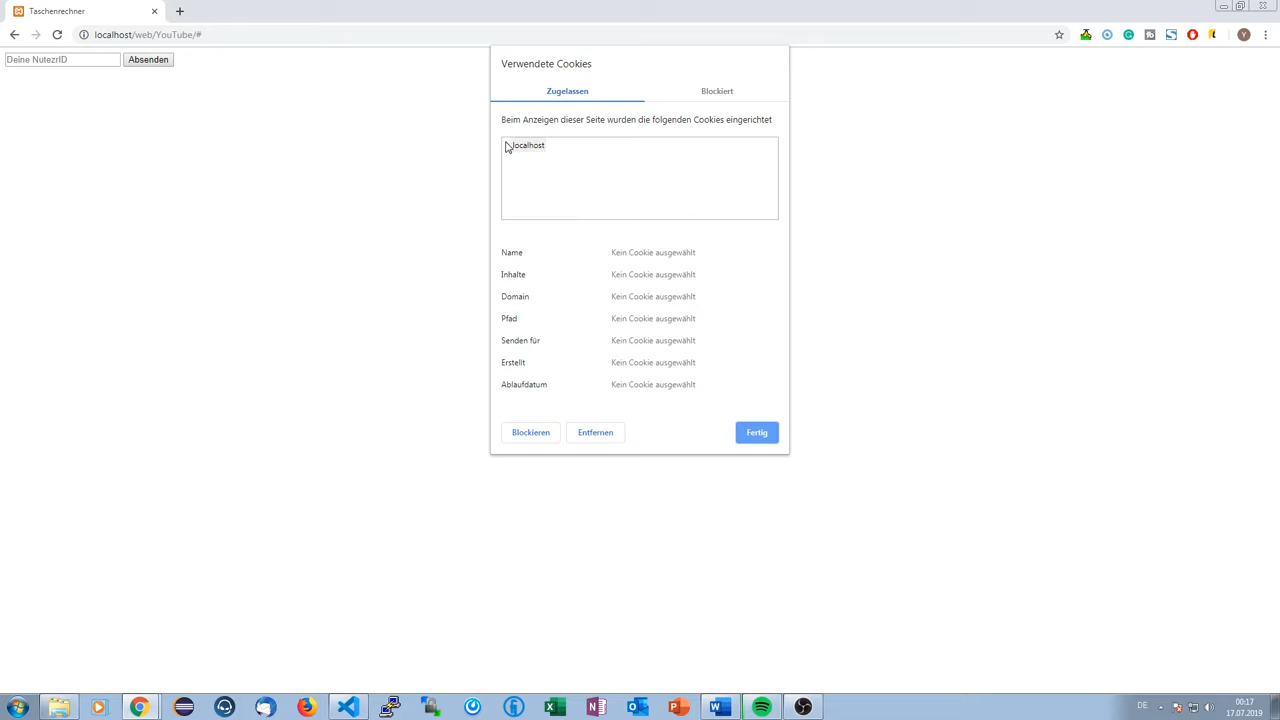 Taschenrechner
localhost/web/YouTube/#
Deine NutezrID
Absenden
Verwendete Cookies
Zugelassen
Blockiert
Beim Anzeigen dieser Seite wurden die folgenden Cookies eingerichtet
localhost
Name Kein Cookie ausgewählt
Inhalte Kein Cookie ausgewählt
Domain Kein Cookie ausgewählt
Pfad Kein Cookie ausgewählt
Senden für Kein Cookie ausgewählt
Erstellt Kein Cookie ausgewählt
Ablaufdatum Kein Cookie ausgewählt
Blockieren
Entfernen
Fertig
DE
00:17
17.07.2019